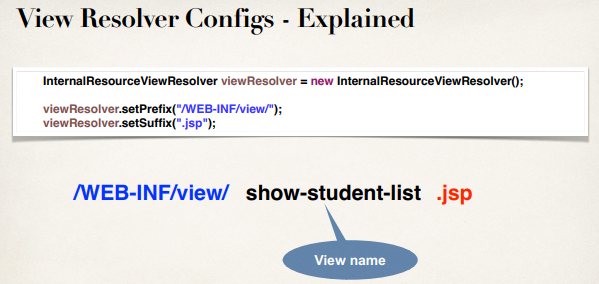 View Resolver Configs - Explained
InternalResourceViewResolver viewResolver = new InternalResourceViewResolver();
viewResolver.setPrefix("/WEB-INF/view/");
viewResolver.setSuffix(".jsp");
/WEB-INF/view/ show-student-list .jsp
View name